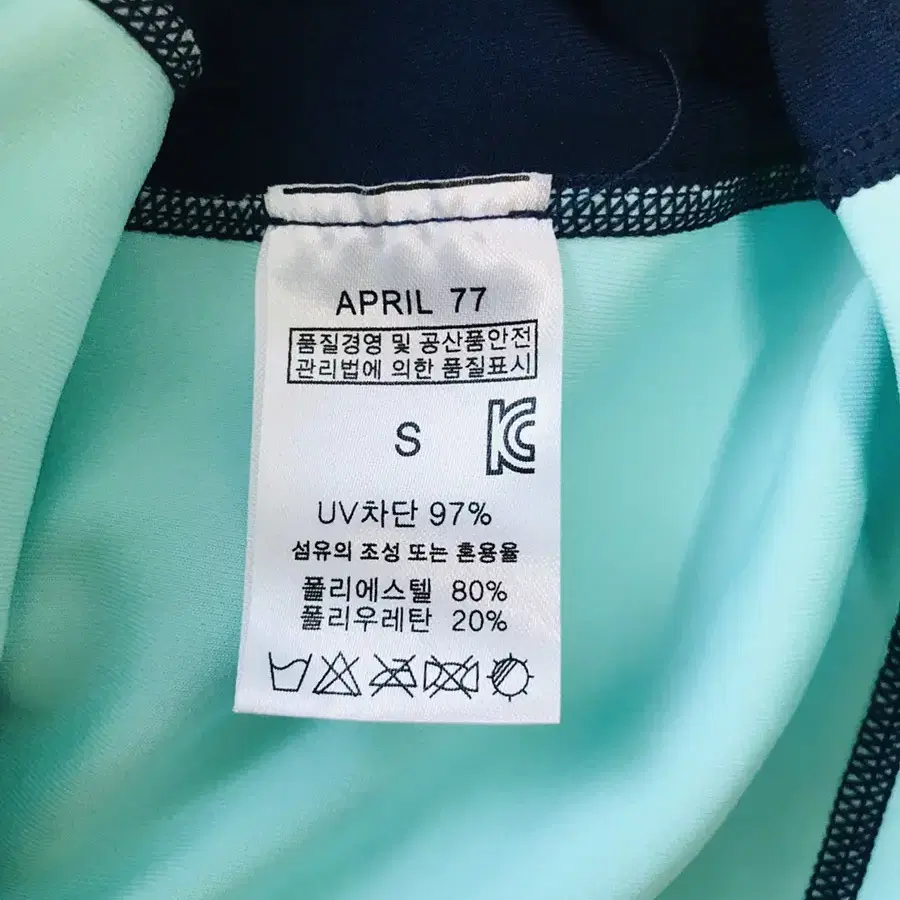 APRIL 77
품질경영 및 공산품안전
관리법에 의한 품질표시
S
KC
UV차단 97%
섬유의 조성 또는 혼용율
폴리에스텔 80%
폴리우레탄 20%